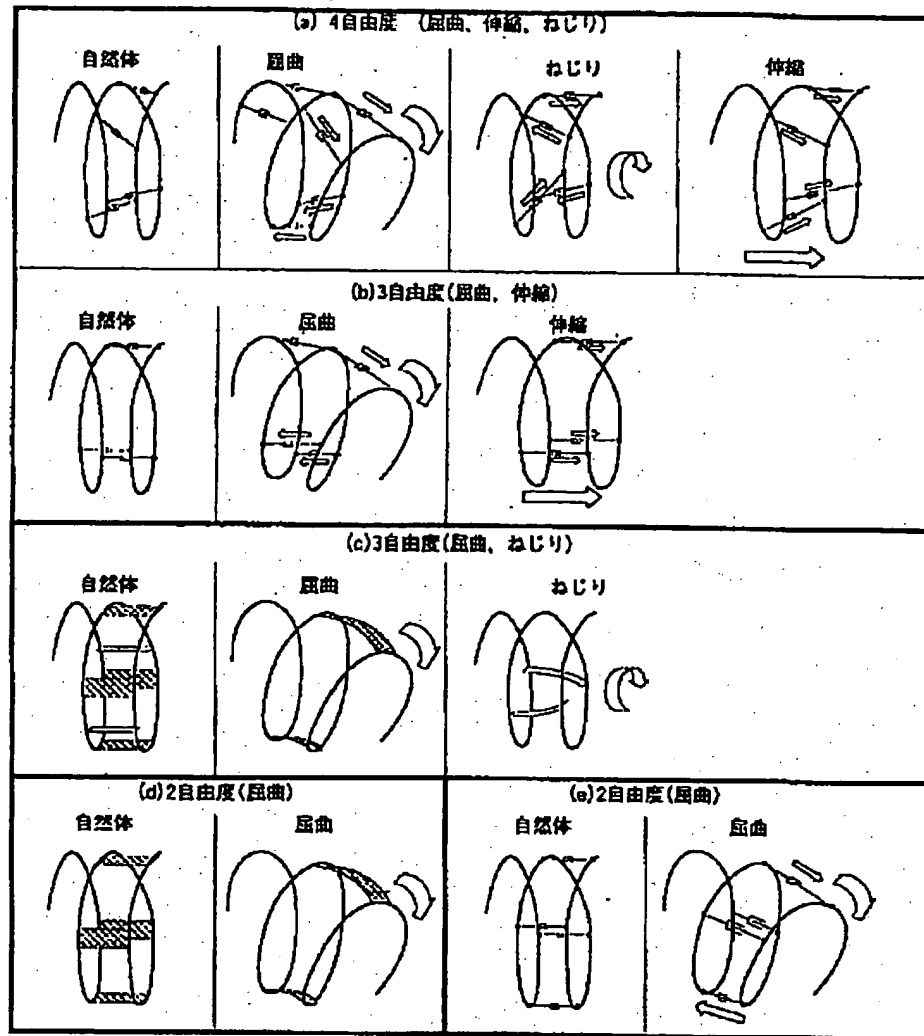 (a) 4自由度 (屈曲、伸縮、ねじり)
自然体 屈曲 ねじり 伸縮
(b)3自由度(屈曲、伸縮)
自然体 屈曲 伸縮
(c)3自由度(屈曲、ねじり)
自然体 屈曲 ねじり
(d)2自由度(屈曲) (e)2自由度(屈曲)
自然体 屈曲 自然体 屈曲